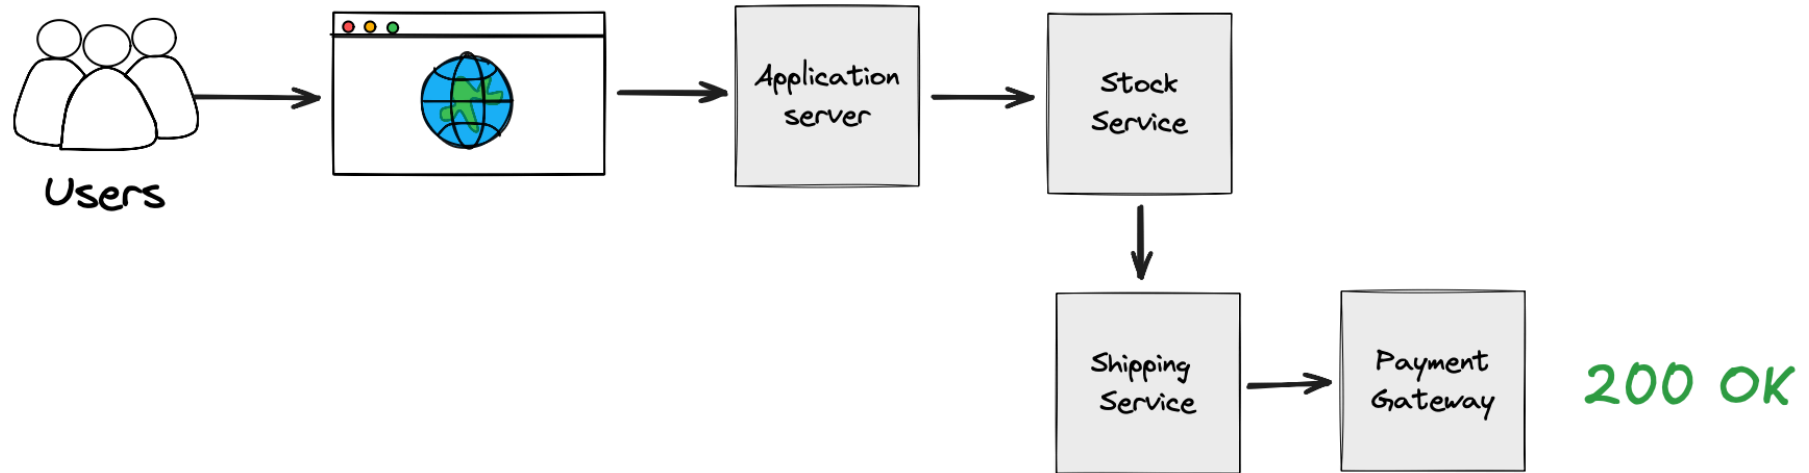 Users
Application
server
Stock
Service
Shipping
Service
Payment
Gateway
200 OK